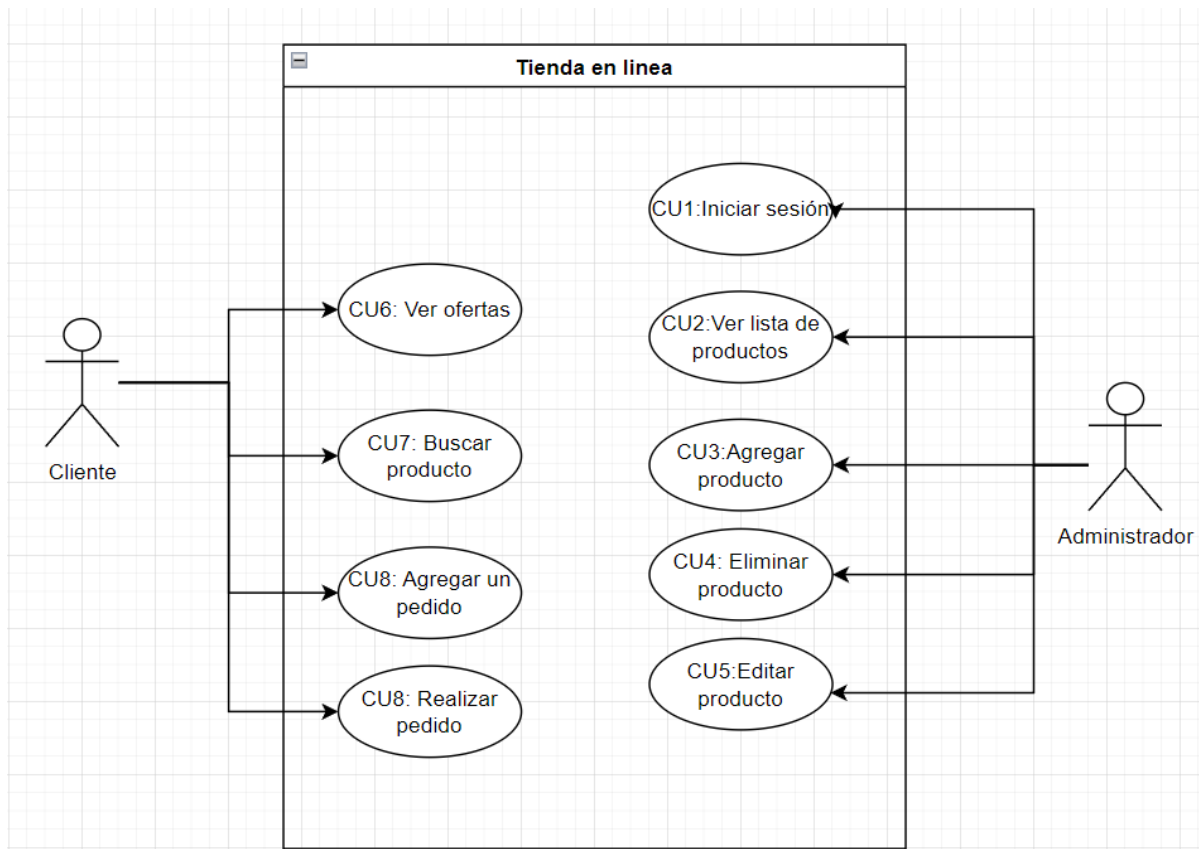 Tienda en linea
CU1:Iniciar sesión
CU6: Ver ofertas
CU2:Ver lista de
productos
CU7: Buscar
producto
CU3:Agregar
producto
Cliente
Administrador
CU4: Eliminar
producto
CU8: Agregar un
pedido
CU5:Editar
producto
CU8: Realizar
pedido